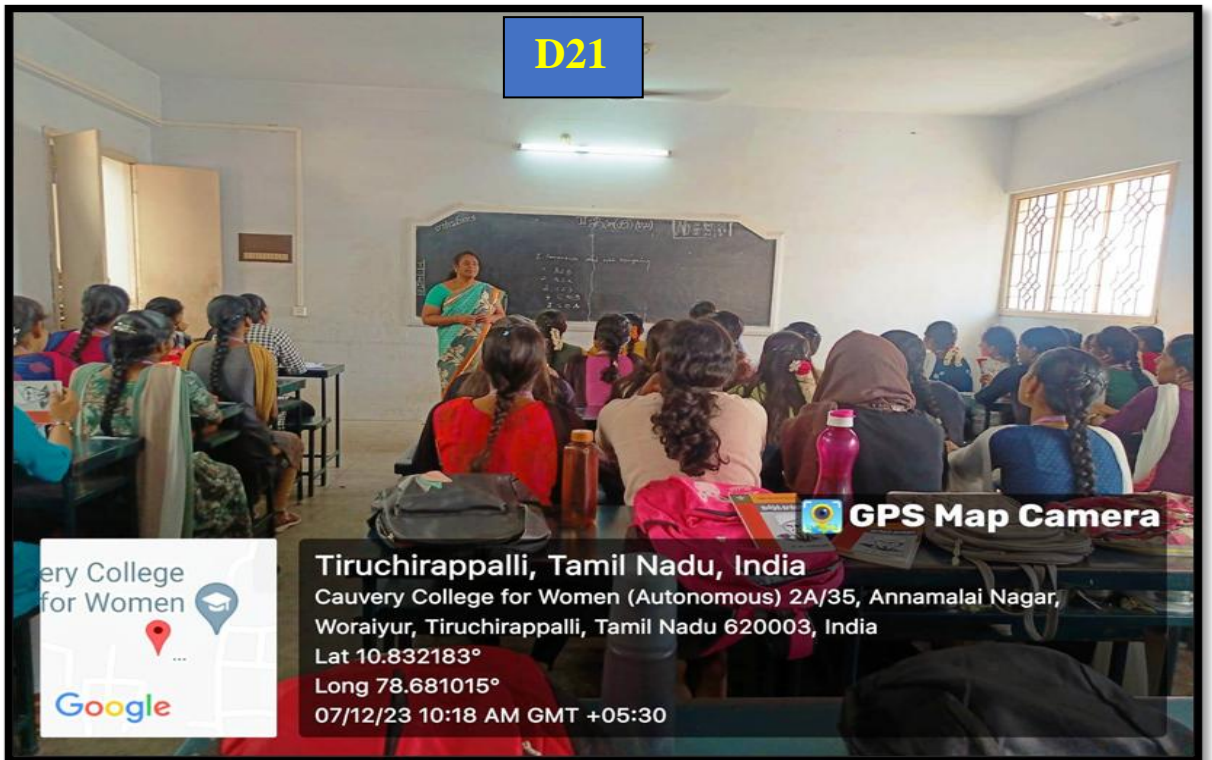 D21
GPS Map Camera
ery College
for Women
...
Google
Tiruchirappalli, Tamil Nadu, India
Cauvery College for Women (Autonomous) 2A/35, Annamalai Nagar,
Woraiyur, Tiruchirappalli, Tamil Nadu 620003, India
Lat 10.832183°
Long 78.681015°
07/12/23 10:18 AM GMT +05:30